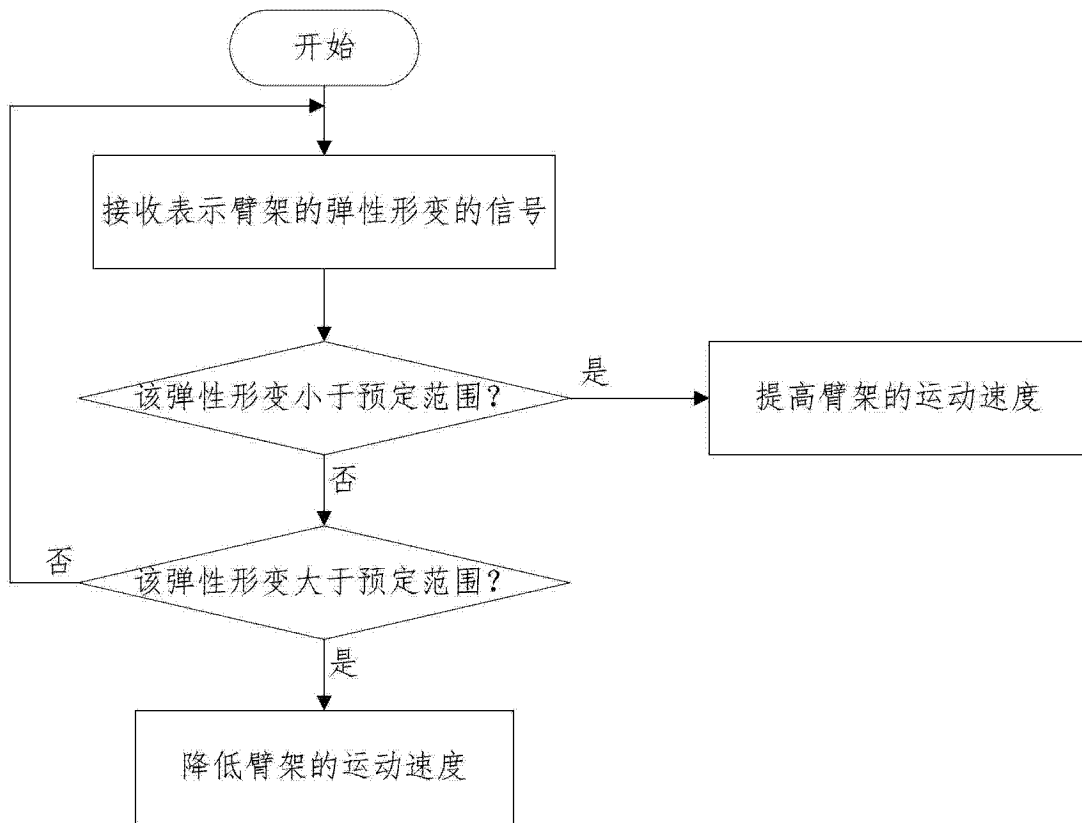 开始
接收表示臂架的弹性形变的信号
该弹性形变小于预定范围?
是
提高臂架的运动速度
否
该弹性形变大于预定范围?
否
是
降低臂架的运动速度